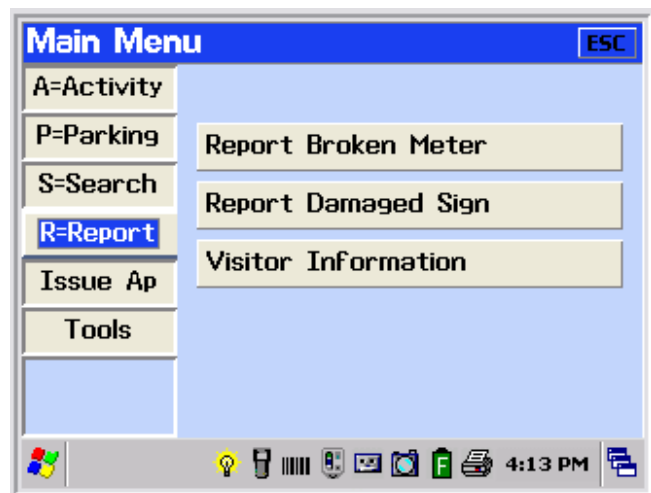 Main Menu
ESC
A=Activity
P=Parking
S=Search
R=Report
Issue Ap
Tools
Report Broken Meter
Report Damaged Sign
Visitor Information
F
4:13 PM